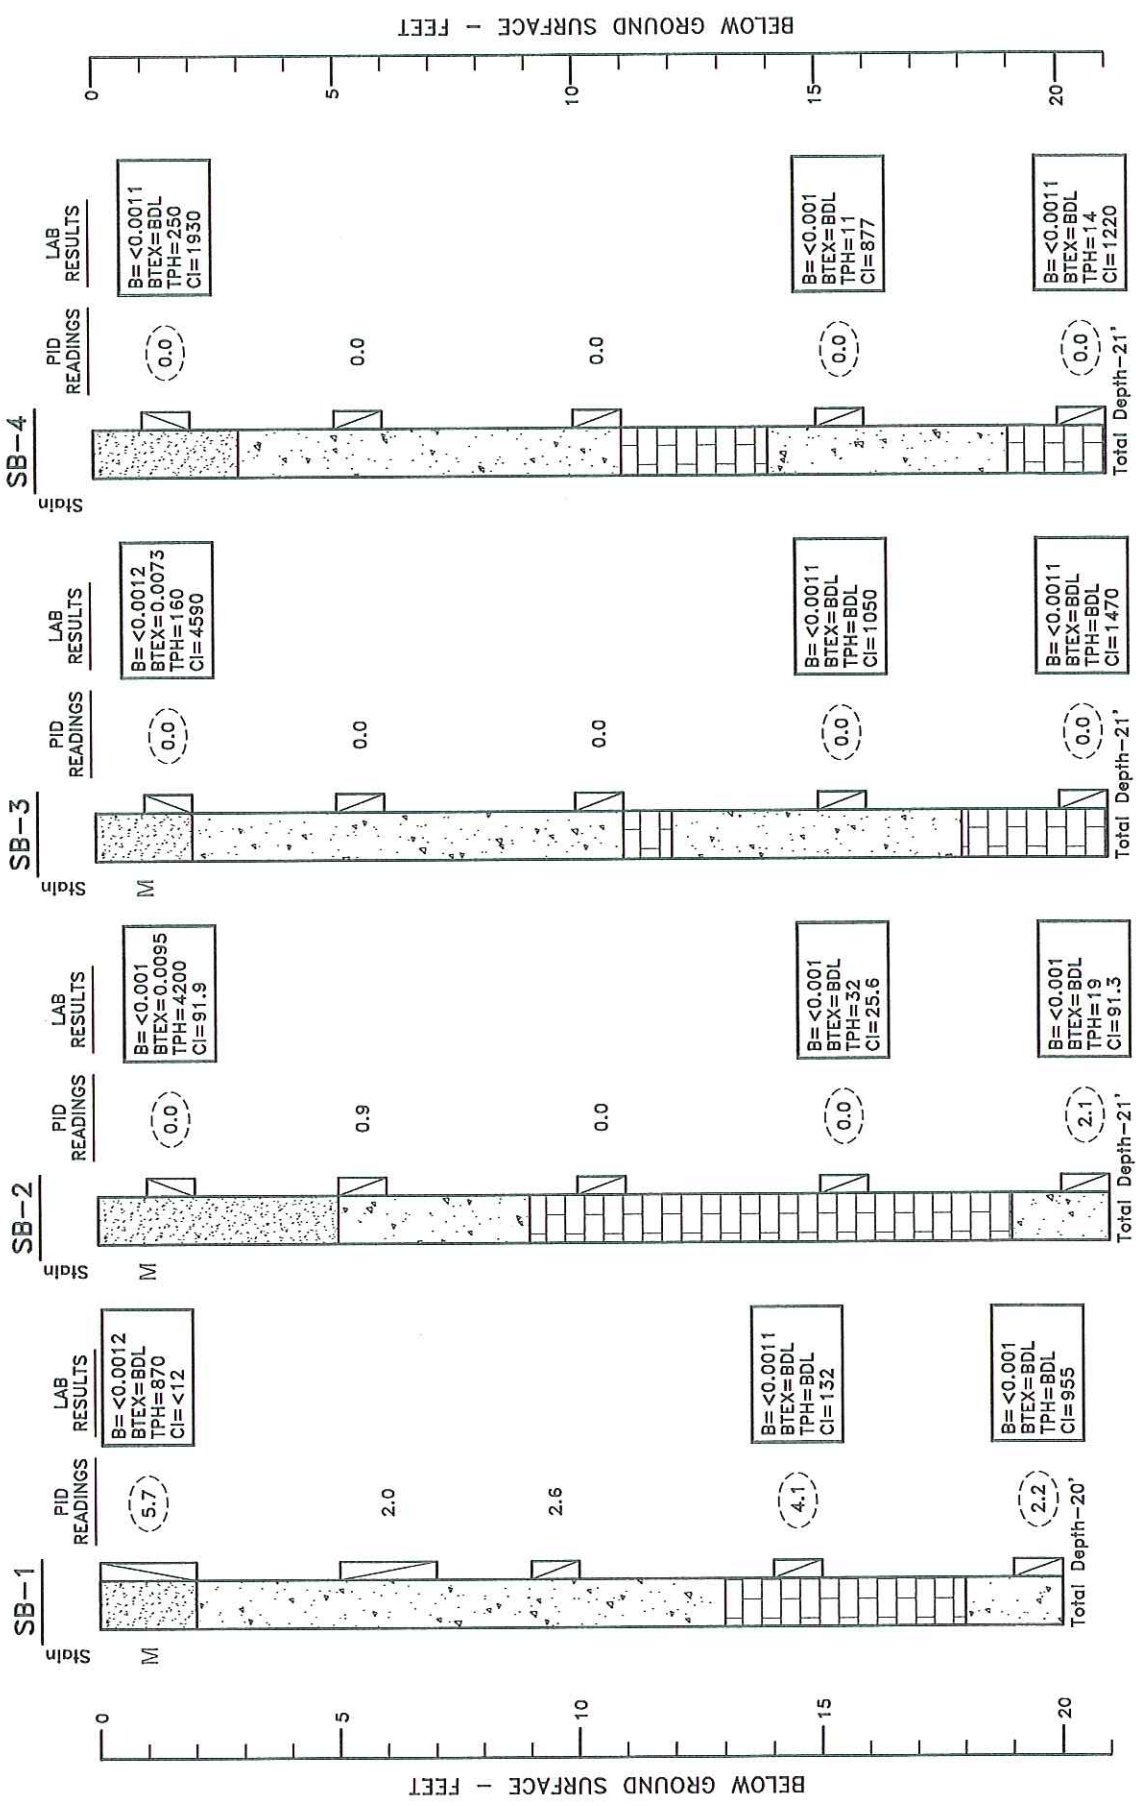 BELOW GROUND SURFACE - FEET
0
5
10
15
20
SB-1
Stain
M
PID
READINGS
LAB
RESULTS
5.7
B= <0.0012
BTEX=BDL
TPH=870
Cl=<12
2.0
2.6
4.1
B= <0.0011
BTEX=BDL
TPH=BDL
Cl=132
2.2
B= <0.001
BTEX=BDL
TPH=BDL
Cl=955
Total Depth-20'
SB-2
Stain
M
PID
READINGS
LAB
RESULTS
0.0
B= <0.001
BTEX=0.0095
TPH=4200
Cl=91.9
0.9
0.0
0.0
B= <0.001
BTEX=BDL
TPH=32
Cl=25.6
2.1
B= <0.001
BTEX=BDL
TPH=19
Cl=91.3
Total Depth-21'
SB-3
Stain
M
PID
READINGS
LAB
RESULTS
0.0
B= <0.0012
BTEX=0.0073
TPH=160
Cl=4590
0.0
0.0
0.0
B= <0.0011
BTEX=BDL
TPH=BDL
Cl=1050
0.0
B= <0.0011
BTEX=BDL
TPH=BDL
Cl=1470
Total Depth-21'
SB-4
Stain
PID
READINGS
LAB
RESULTS
0.0
B= <0.0011
BTEX=BDL
TPH=250
Cl=1930
0.0
0.0
0.0
B= <0.001
BTEX=BDL
TPH=11
Cl=877
0.0
B= <0.0011
BTEX=BDL
TPH=14
Cl=1220
Total Depth-21'
0
5
10
15
20
BELOW GROUND SURFACE - FEET